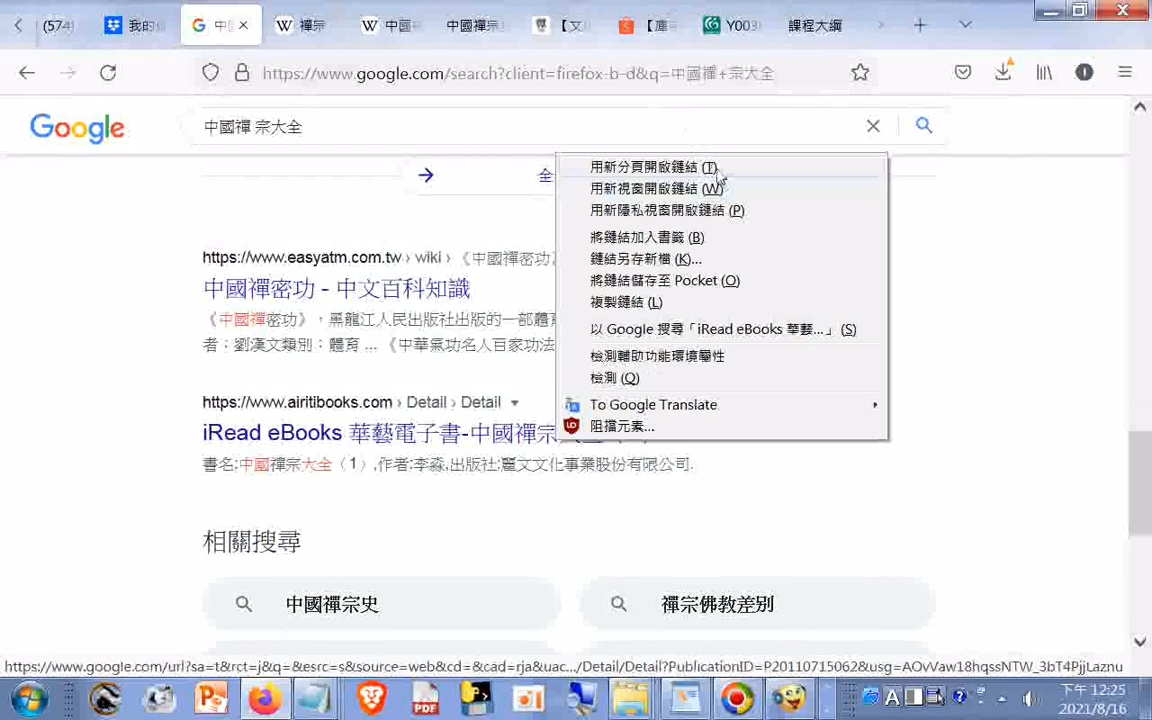 (574)
我的
中
禪宗
中國
中國禪宗
【文
【庫
Y003
課程大綱
https://www.google.com/search?client=firefox-b-d&q=中國禪+宗大全
Google
中國禪 宗大全
全
用新分頁開啟鏈結 (T)
用新視窗開啟鏈結 (W)
用新隱私視窗開啟鏈結 (P)
將鏈結加入書籤 (B)
鏈結另存新檔 (K)...
將鏈結儲存至 Pocket (O)
複製鏈結 (L)
以 Google 搜尋「iRead eBooks 華藝...」 (S)
檢測輔助功能環境屬性
檢測 (Q)
To Google Translate
阻擋元素...
https://www.easyatm.com.tw › wiki › 《中國禪密功》
中國禪密功 - 中文百科知識
《中國禪密功》，黑龍江人民出版社出版的一部體育
者：劉漢文類別：體育 ... 《中華氣功名人百家功法
https://www.airitibooks.com › Detail › Detail
iRead eBooks 華藝電子書-中國禪宗
書名;中國禪宗大全（1）,作者:李淼,出版社;麗文文化事業股份有限公司.
相關搜尋
中國禪宗史
禪宗佛教差別
https://www.google.com/url?sa=t&rct=j&q=&esrc=s&source=web&cd=&cad=rja&uac.../Detail/Detail?PublicationID=P20110715062&usg=AOvVaw18hqssNTW_3bT4PjjLaznu
下午 12:25
2021/8/16